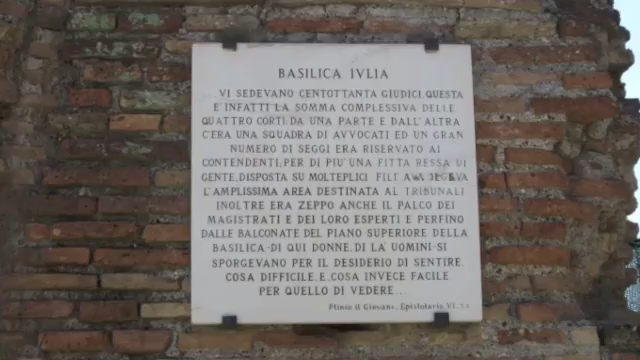 BASILICA IVLIA
...VI SEDEVANO CENTOTTANTA GIUDICI, QUESTA
E' INFATTI LA SOMMA COMPLESSIVA DELLE
QUATTRO CORTI: DA UNA PARTE E DALL'ALTRA
C'ERA UNA SQUADRA DI AVVOCATI ED UN GRAN
NUMERO DI SEGGI ERA RISERVATO AI
CONTENDENTI; PER DI PIU' UNA FITTA RESSA DI
GENTE, DISPOSTA SU MOLTEPLICI
L'AMPLISSIMA AREA DESTINATA AL TRIBUNALI
INOLTRE ERA ZEPPO ANCHE IL PALCO DEI
MAGISTRATI E DEI LORO ESPERTI E PERFINO
DALLE BALCONATE DEL PIANO SUPERIORE DELLA
BASILICA-DI QUI DONNE, DI LA' UOMINI-SI
SPORGEVANO PER IL DESIDERIO DI SENTIRE,
COSA DIFFICILE, E, COSA INVECE FACILE
PER QUELLO DI VEDERE...
Plinio il Giovane, Epistolario VI,